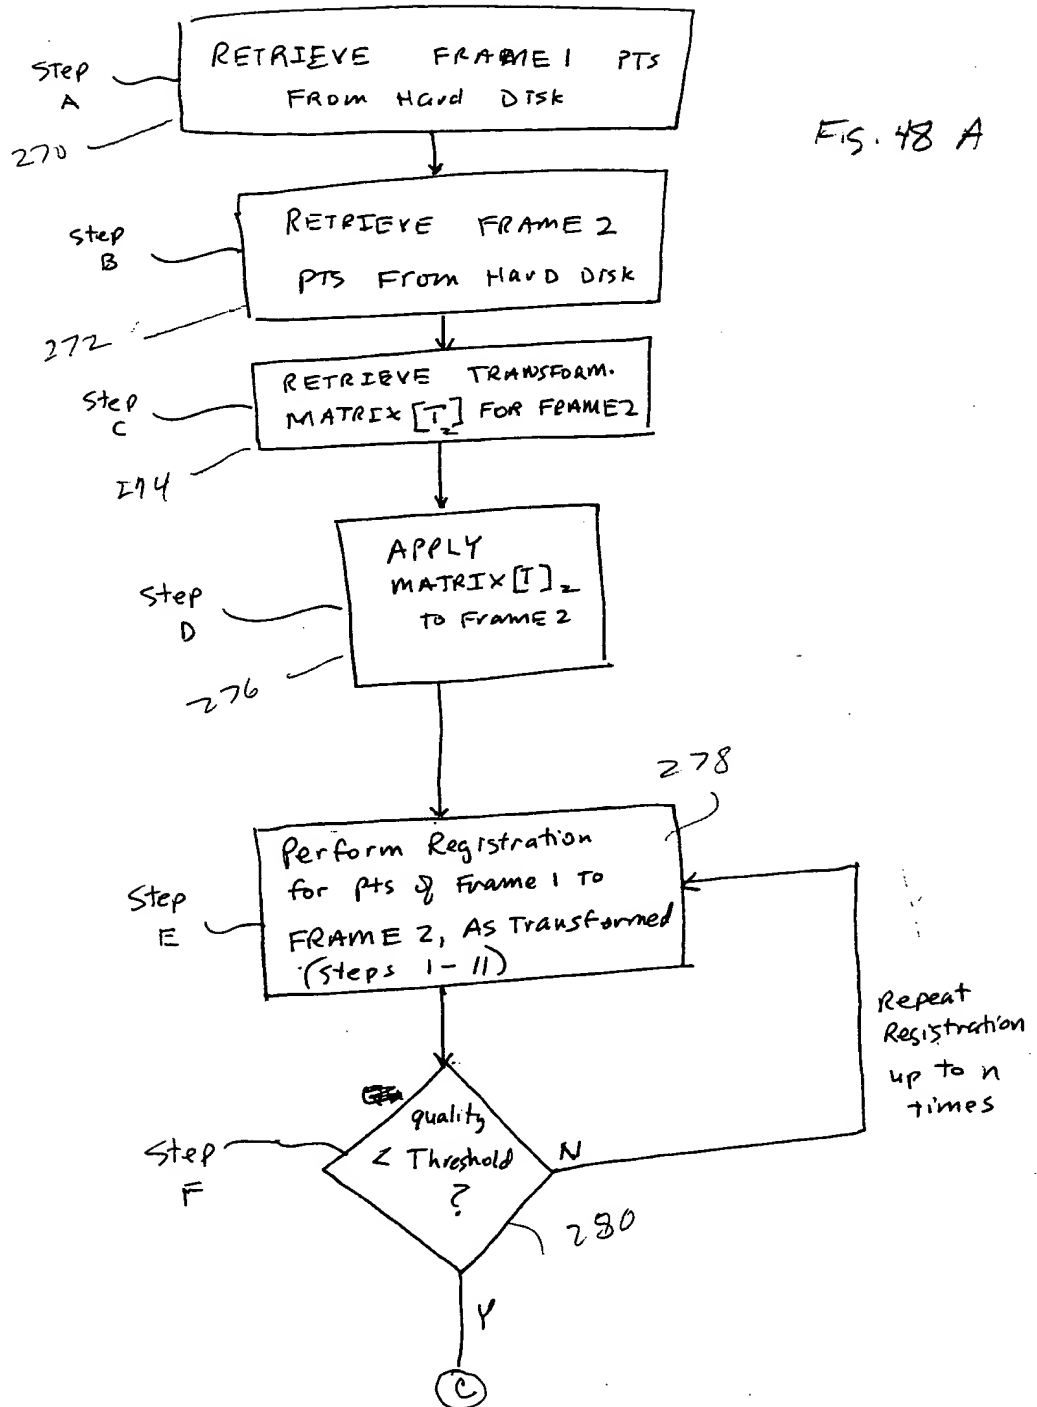 RETRIEVE FRAME 1 PTS
FROM Hard DISK
Step
A
270
Fig. 48 A
RETRIEVE FRAME 2
PTS From HARD DISK
Step
B
272
RETRIEVE TRANSFORM.
MATRIX [T2] FOR FRAME 2
Step
C
274
APPLY
MATRIX [T]2
to Frame 2
Step
D
276
278
Perform Registration
for pts of Frame 1 To
FRAME 2, As Transformed
(steps 1-11)
Step
E
Repeat
Registration
up to n
times
quality
< Threshold
?
N
Step
F
280
Y
C